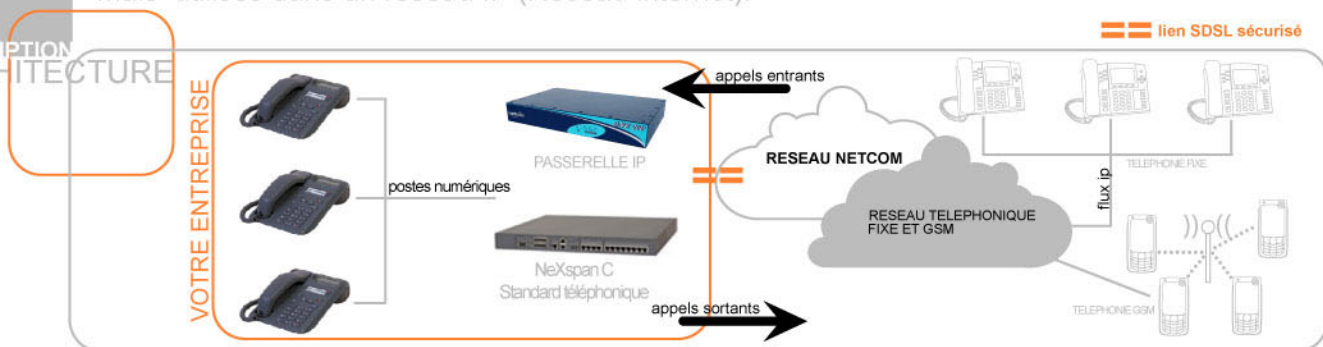 lien SDSL sécurisé
HITECTURE
VOTRE ENTREPRISE
appels entrants
PASSERELLE IP
postes numériques
NeXspan C
Standard téléphonique
appels sortants
RESEAU NETCOM
RESEAU TELEPHONIQUE
FIXE ET GSM
flux ip
TELEPHONIE FIXE
TELEPHONIE GSM